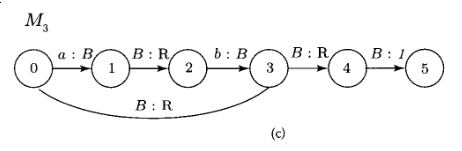 M₃
a : B B : R b : B B : R B : 1
0 1 2 3 4 5
B : R
(c)